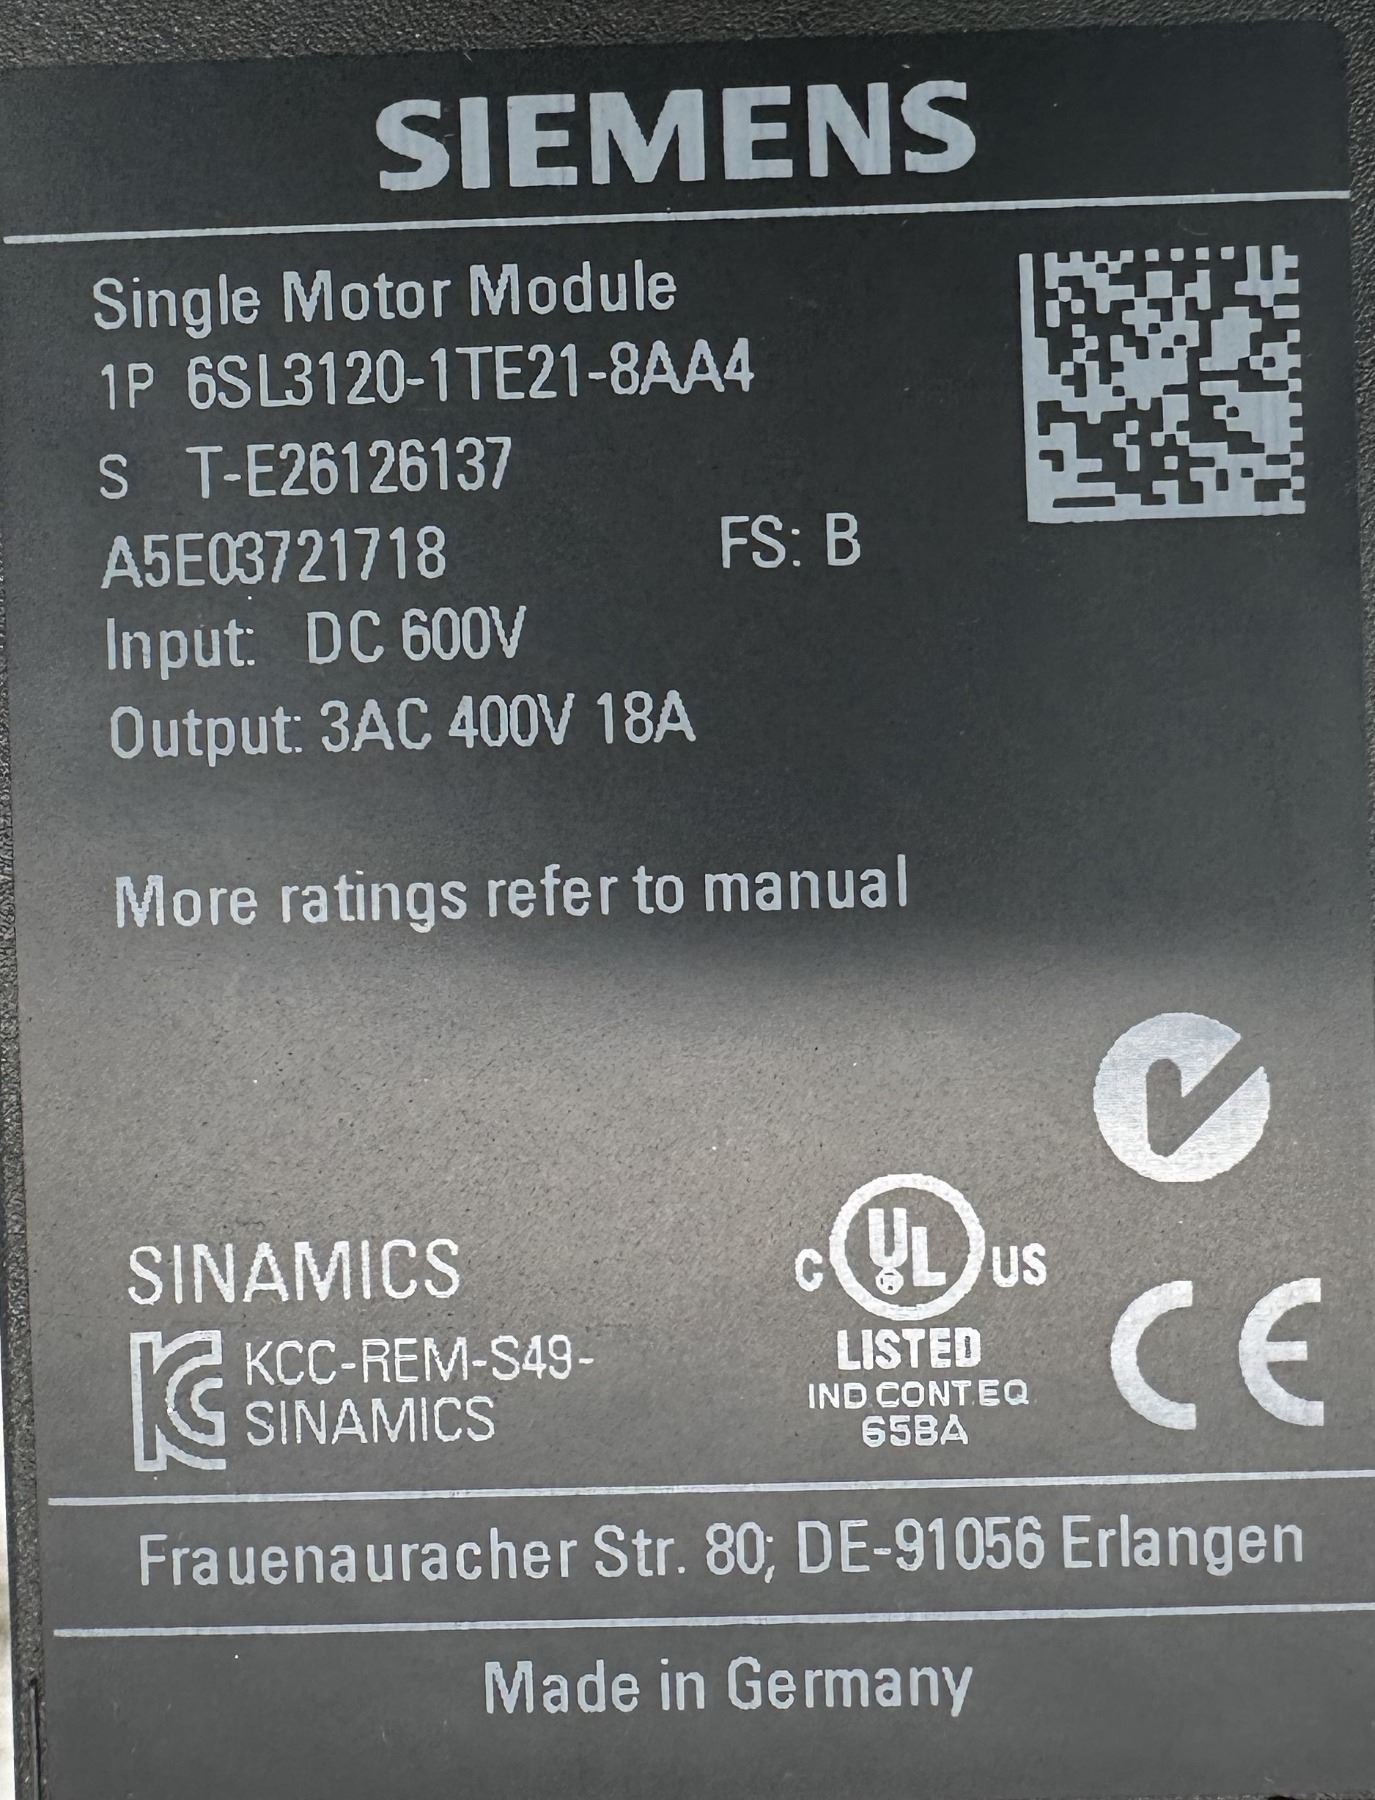 SIEMENS
Single Motor Module
1P 6SL3120-1TE21-8AA4
S T-E26126137
A5E03721718 FS: B
Input: DC 600V
Output: 3AC 400V 18A
More ratings refer to manual
SINAMICS
KCC-REM-S49-
SINAMICS
C UL® US
LISTED
IND.CONT.EQ.
65BA
CE
Frauenauracher Str. 80; DE-91056 Erlangen
Made in Germany